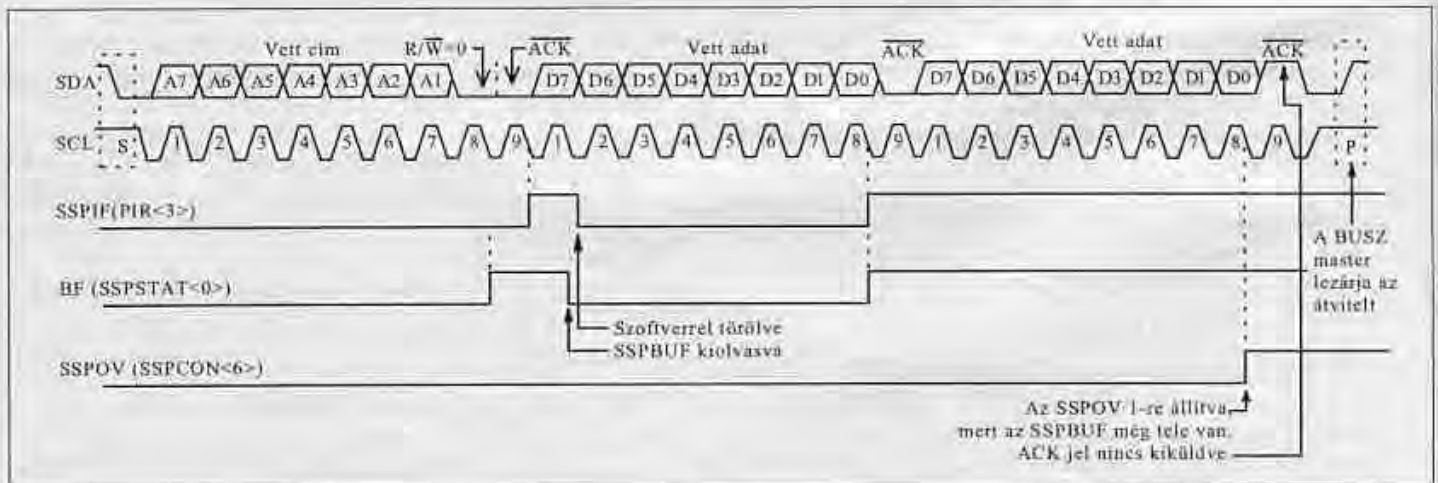 Vett cím R/W=0 ACK Vett adat ACK Vett adat ACK
SDA A7 A6 A5 A4 A3 A2 A1 D7 D6 D5 D4 D3 D2 D1 D0 D7 D6 D5 D4 D3 D2 D1 D0
SCL S 1 2 3 4 5 6 7 8 9 1 2 3 4 5 6 7 8 9 1 2 3 4 5 6 7 8 9 P
SSPIF(PIR<3>)
A BUSZ
master
lezárja az
átvitelt
BF (SSPSTAT<0>)
Szoftverrel törölve
SSPBUF kiolvasva
SSPOV (SSPCON<6>)
Az SSPOV 1-re állítva,
mert az SSPBUF még tele van.
ACK jel nincs kiküldve